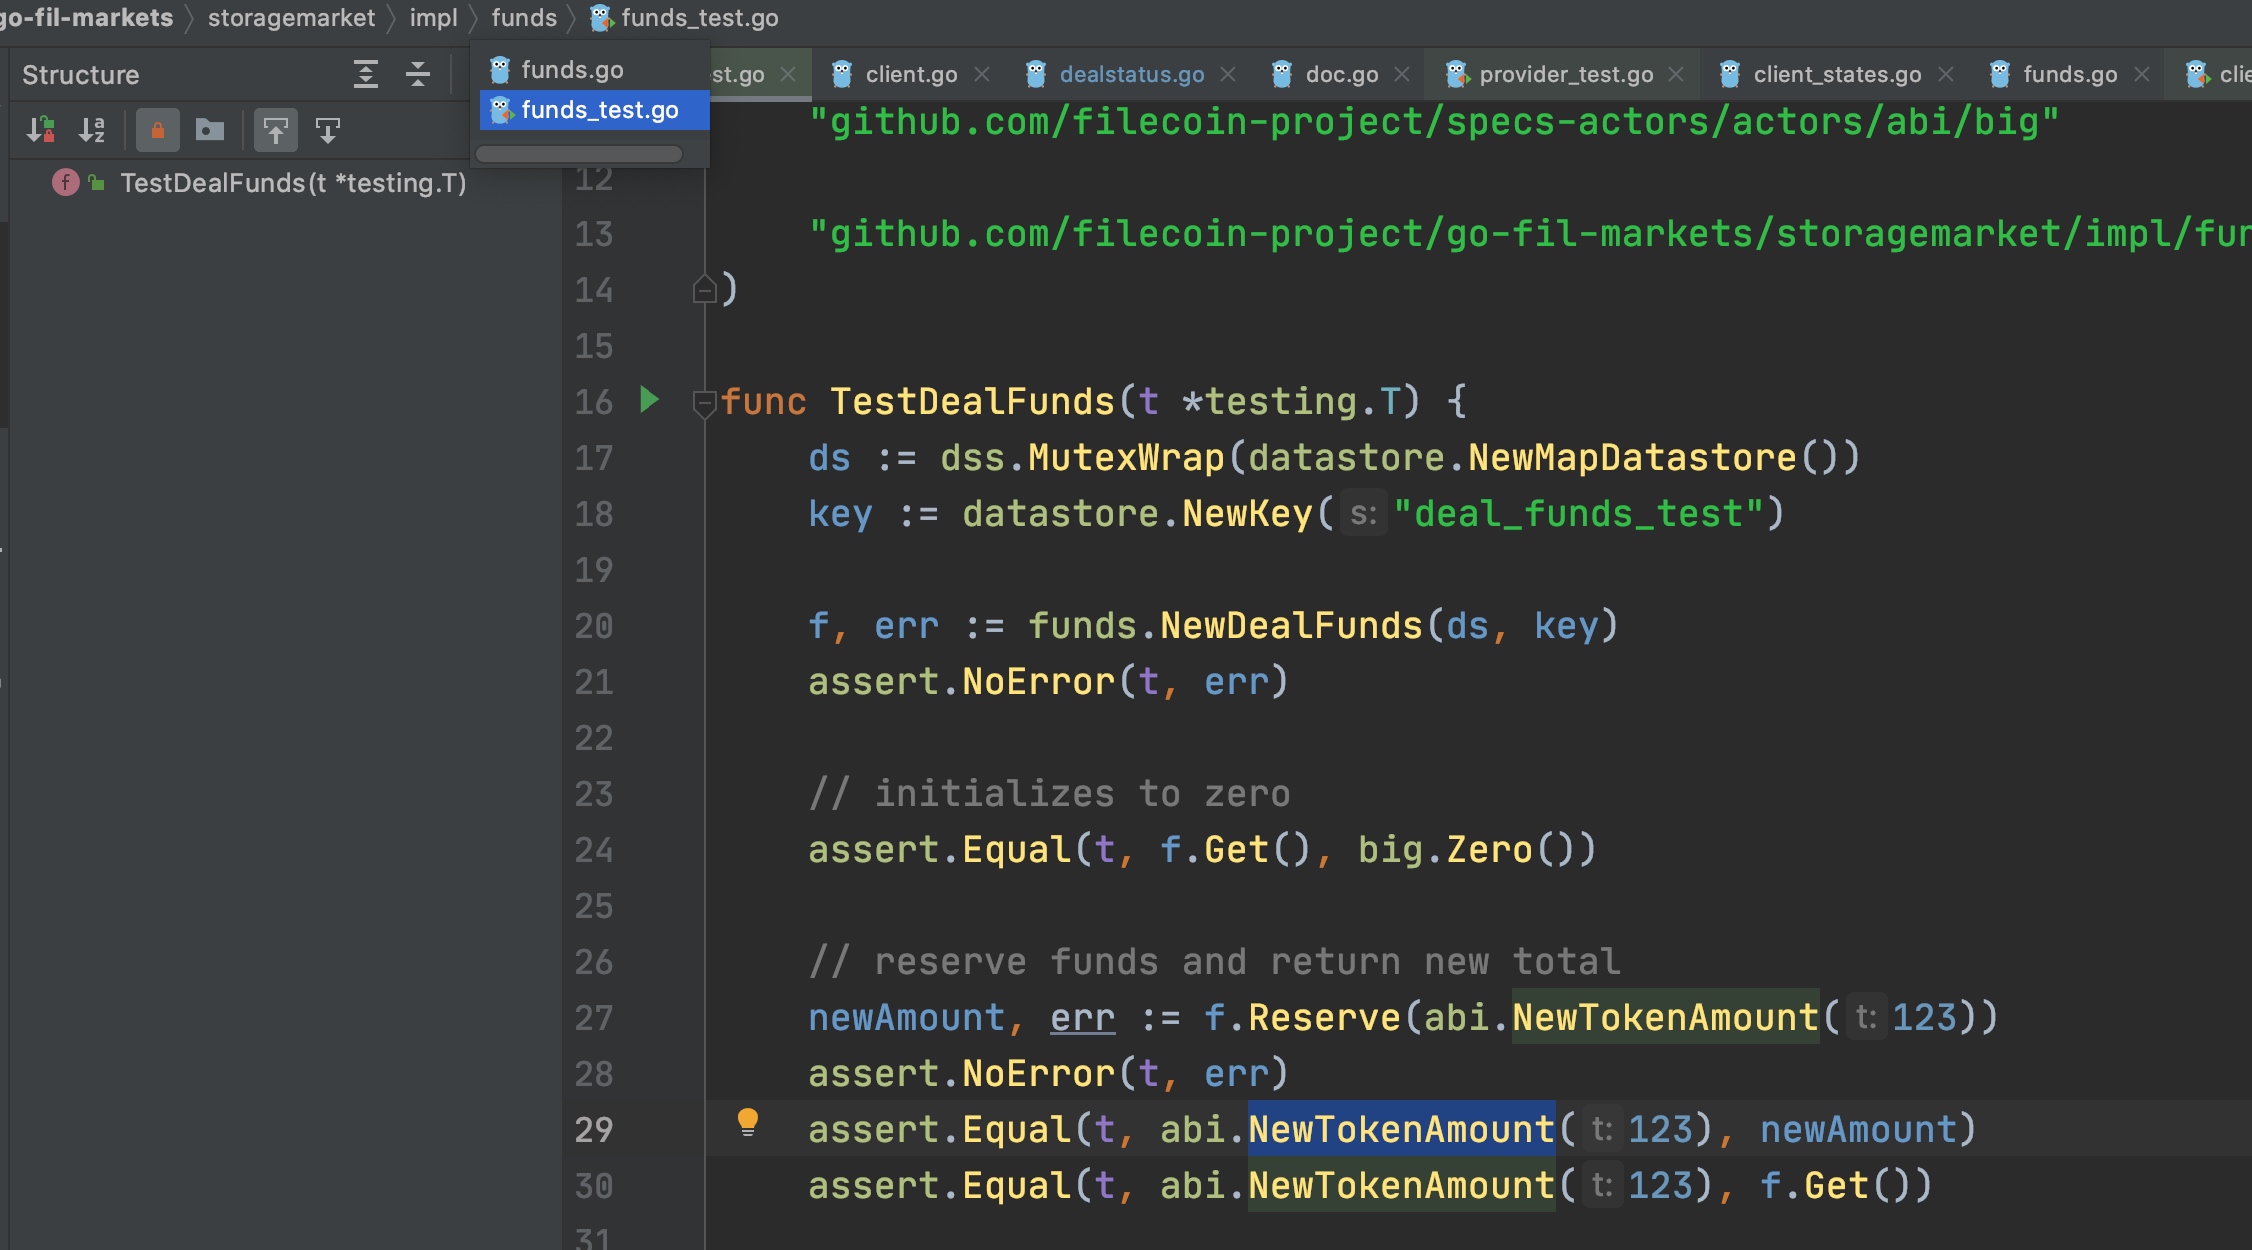 go-fil-markets storagemarket impl funds funds_test.go
Structure
funds.go
funds_test.go
st.go client.go dealstatus.go doc.go provider_test.go client_states.go funds.go clie
TestDealFunds(t *testing.T)
"github.com/filecoin-project/specs-actors/actors/abi/big"
12
13 "github.com/filecoin-project/go-fil-markets/storagemarket/impl/fun
14 )
15
16 func TestDealFunds(t *testing.T) {
17 ds := dss.MutexWrap(datastore.NewMapDatastore())
18 key := datastore.NewKey( s: "deal_funds_test")
19
20 f, err := funds.NewDealFunds(ds, key)
21 assert.NoError(t, err)
22
23 // initializes to zero
24 assert.Equal(t, f.Get(), big.Zero())
25
26 // reserve funds and return new total
27 newAmount, err := f.Reserve(abi.NewTokenAmount( t: 123))
28 assert.NoError(t, err)
29 assert.Equal(t, abi.NewTokenAmount( t: 123), newAmount)
30 assert.Equal(t, abi.NewTokenAmount( t: 123), f.Get())
31